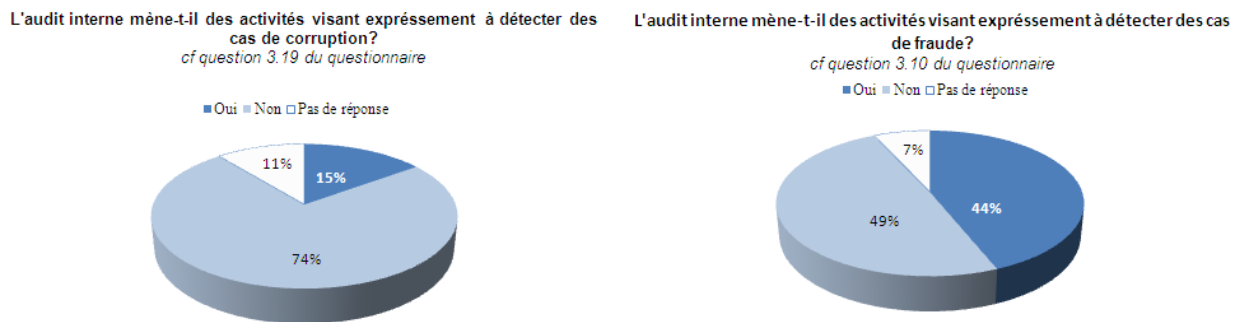 L'audit interne mène-t-il des activités visant expréssement à détecter des
cas de corruption?
cf question 3.19 du questionnaire
Oui Non Pas de réponse
11%
15%
74%
L'audit interne mène-t-il des activités visant expréssement à détecter des cas
de fraude?
cf question 3.10 du questionnaire
Oui Non Pas de réponse
7%
44%
49%